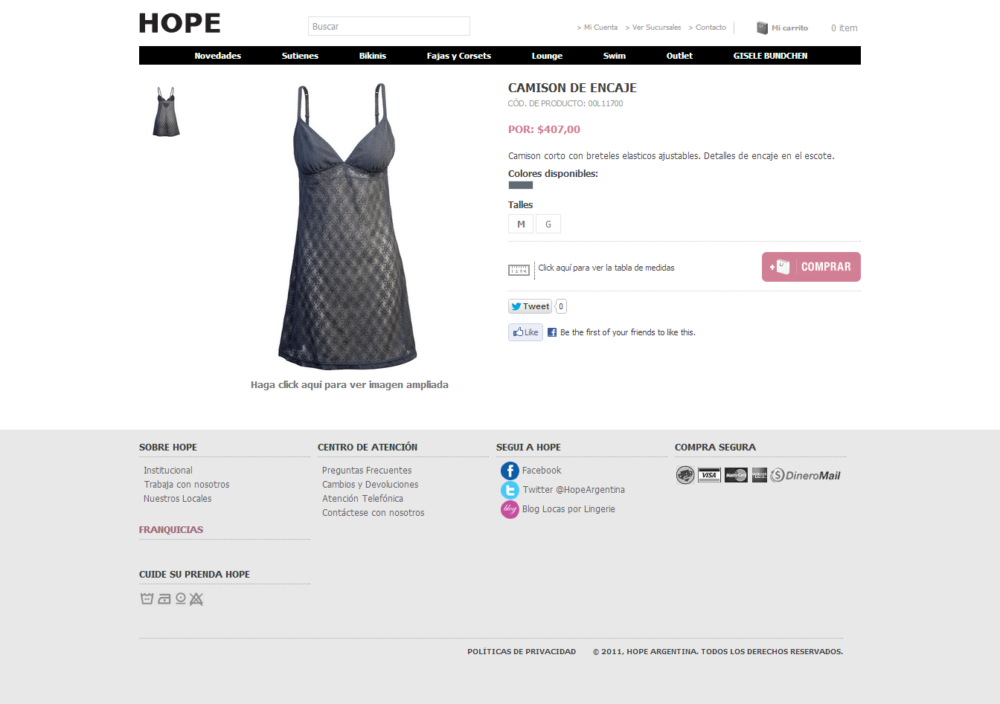 HOPE
Buscar
> Mi Cuenta > Ver Sucursales > Contacto
Mi carrito 0 item
Novedades Sutienes Bikinis Fajas y Corsets Lounge Swim Outlet GISELE BUNDCHEN
CAMISON DE ENCAJE
CÓD. DE PRODUCTO: 00L11700
POR: $407,00
Camison corto con breteles elasticos ajustables. Detalles de encaje en el escote.
Colores disponibles:
Talles
M G
Click aquí para ver la tabla de medidas
COMPRAR
Tweet 0
Like Be the first of your friends to like this.
Haga click aquí para ver imagen ampliada
SOBRE HOPE
Institucional
Trabaja con nosotros
Nuestros Locales
FRANQUICIAS
CUIDE SU PRENDA HOPE
CENTRO DE ATENCIÓN
Preguntas Frecuentes
Cambios y Devoluciones
Atención Telefónica
Contáctese con nosotros
SEGUI A HOPE
Facebook
Twitter @HopeArgentina
blog Blog Locas por Lingerie
COMPRA SEGURA
VISA MasterCard DineroMail
POLÍTICAS DE PRIVACIDAD © 2011, HOPE ARGENTINA. TODOS LOS DERECHOS RESERVADOS.